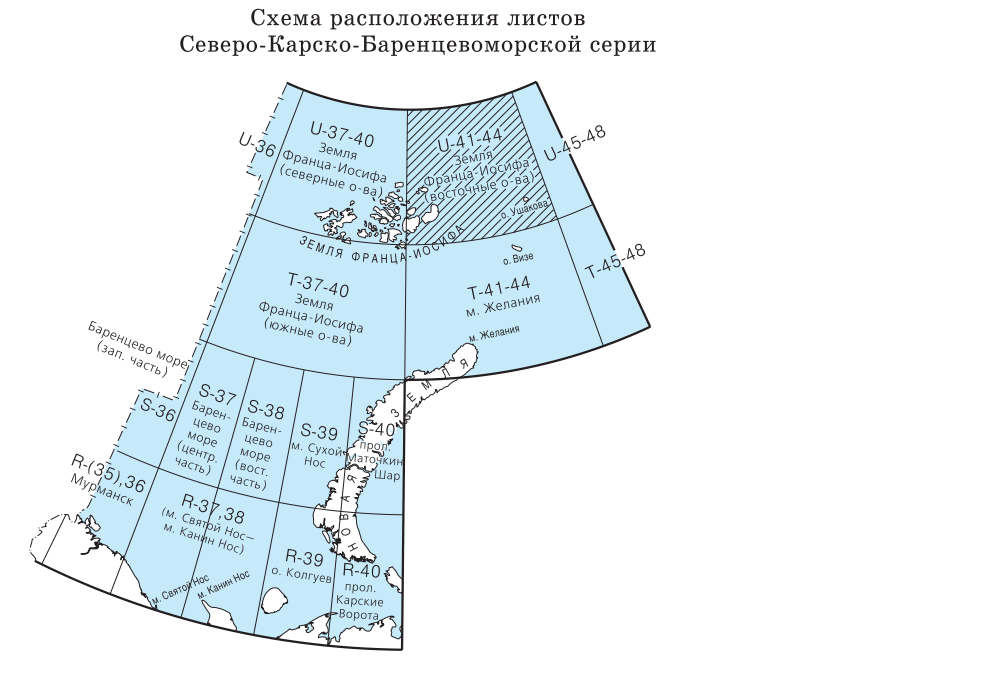 Схема расположения листов
Северо-Карско-Баренцевоморской серии
U-36
U-37-40
Земля
Франца-Иосифа
(северные о-ва)
U-41-44
Земля
Франца-Иосифа
(восточные о-ва)
о. Ушакова
U-45-48
ЗЕМЛЯ ФРАНЦА-ИОСИФА
T-37-40
Земля
Франца-Иосифа
(южные о-ва)
о. Визе
T-41-44
м. Желания
м. Желания
T-45-48
Баренцево море
(зап. часть)
S-36
S-37
Барен-
цево
море
(центр.
часть)
S-38
Барен-
цево
море
(вост.
часть)
S-39
м. Сухой
Нос
S-40
прол.
Маточкин
Шар
НОВАЯ ЗЕМЛЯ
R-(35),36
Мурманск
R-37,38
(м. Святой Нос–
м. Канин Нос)
м. Святой Нос
м. Канин Нос
R-39
о. Колгуев
R-40
прол.
Карские
Ворота